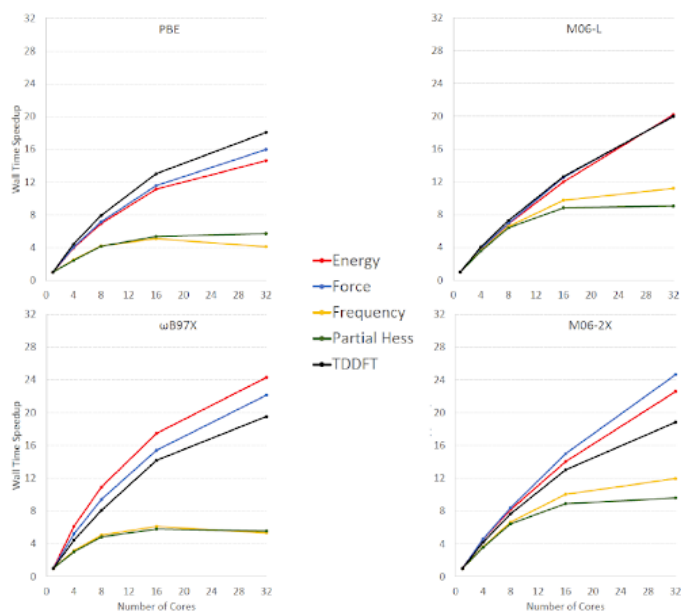 PBE
Wall Time Speedup
32
28
24
20
16
12
8
4
0
0 4 8 12 16 20 24 28 32
M06-L
32
28
24
20
16
12
8
4
0
0 4 8 12 16 20 24 28 32
Energy
Force
Frequency
Partial Hess
TDDFT
ωB97X
Wall Time Speedup
32
28
24
20
16
12
8
4
0
0 4 8 12 16 20 24 28 32
Number of Cores
M06-2X
32
28
24
20
16
12
8
4
0
0 4 8 12 16 20 24 28 32
Number of Cores